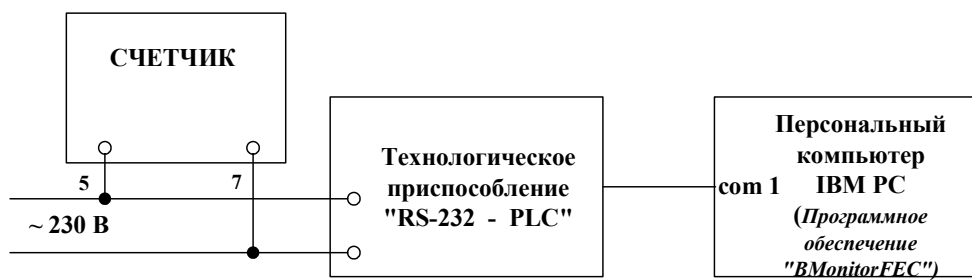 СЧЕТЧИК
5
7
~ 230 В
Технологическое
приспособление
"RS-232 - PLC"
com 1
Персональный
компьютер
IBM PC
(Программное
обеспечение
"BMonitorFEC")